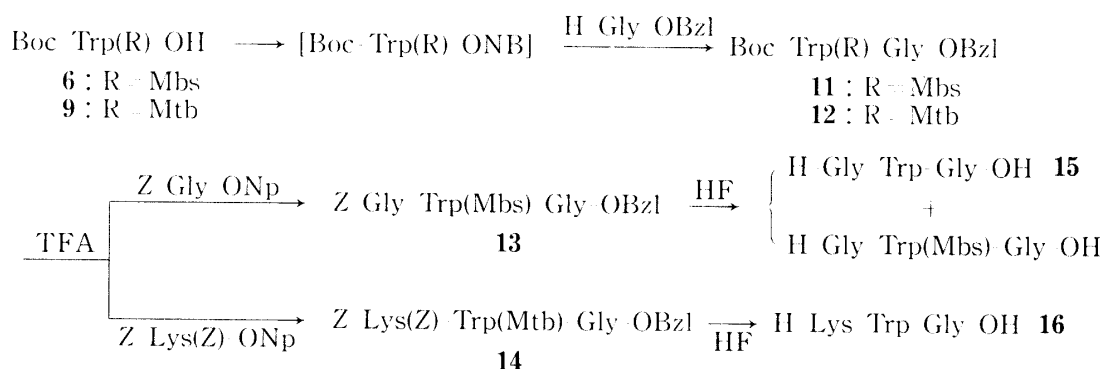 H Gly OBzl
Boc Trp(R) OH → [Boc Trp(R) ONB] → Boc Trp(R) Gly OBzl
6 : R - Mbs 11 : R - Mbs
9 : R - Mtb 12 : R - Mtb
Z Gly ONp HF H Gly Trp-Gly OH 15
Z Gly Trp(Mbs) Gly OBzl +
13 H Gly Trp(Mbs) Gly OH
TFA
Z Lys(Z) Trp(Mtb) Gly OBzl H Lys Trp Gly OH 16
Z Lys(Z) ONp 14 HF